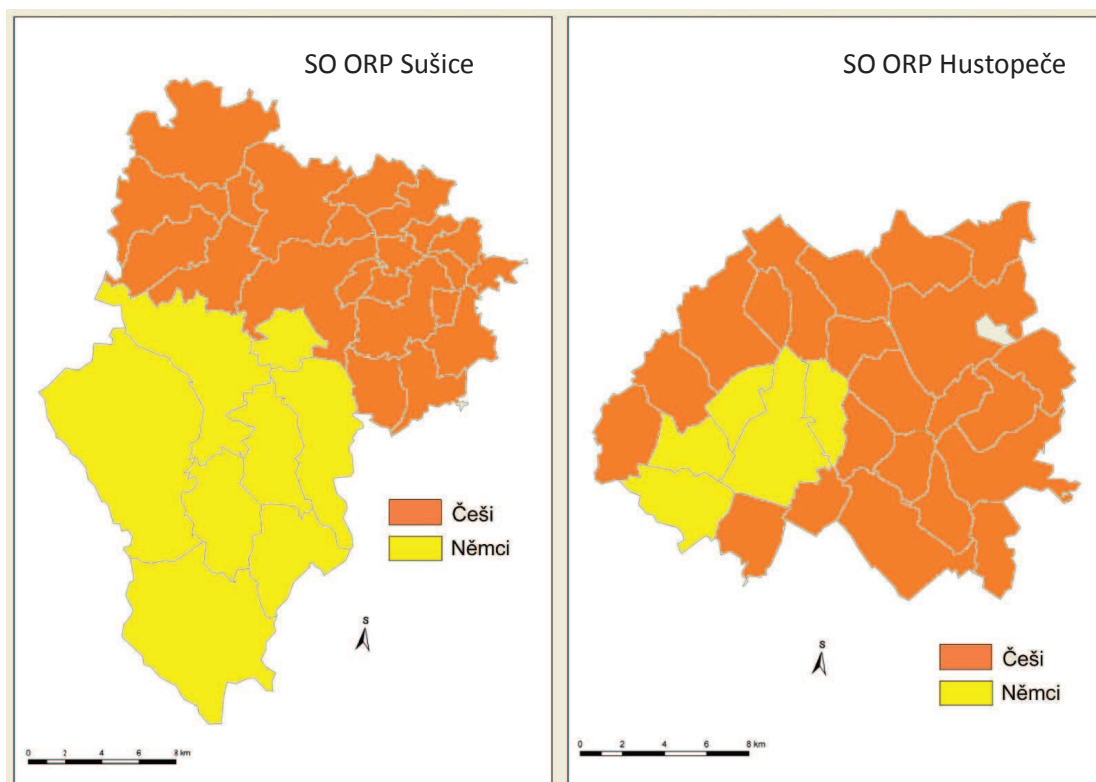 SO ORP Sušice
Češi
Němci
S
0 2 4 6 8 km
SO ORP Hustopeče
Češi
Němci
S
0 2 4 6 8 km